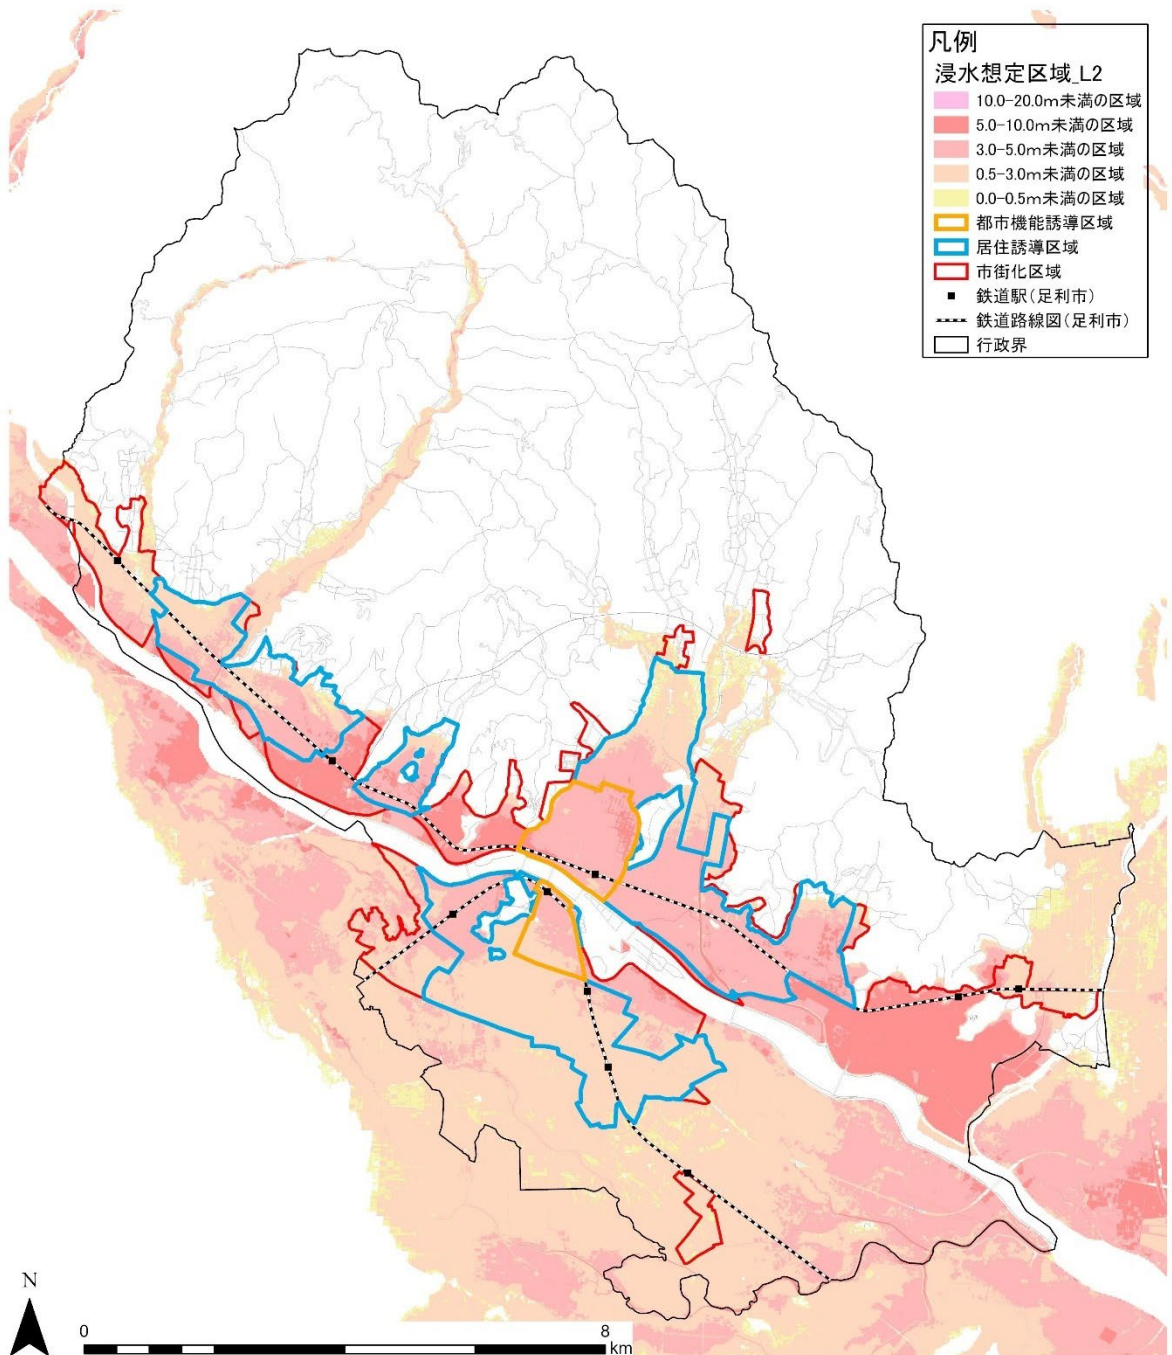 凡例
浸水想定区域_L2
10.0-20.0m未満の区域
5.0-10.0m未満の区域
3.0-5.0m未満の区域
0.5-3.0m未満の区域
0.0-0.5m未満の区域
都市機能誘導区域
居住誘導区域
市街化区域
鉄道駅(足利市)
鉄道路線図(足利市)
行政界
N
0 8
km